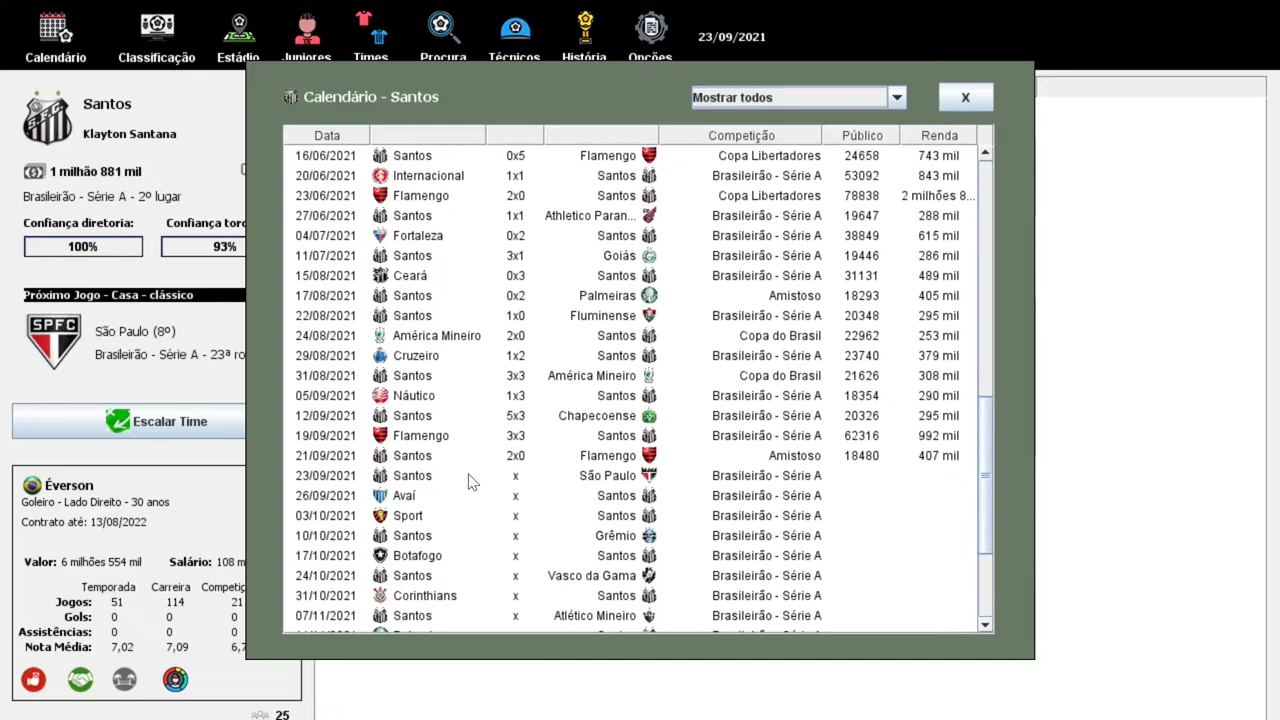 Calendário Classificação Estádio Juniores Times Procura Técnicos História Opções 23/09/2021
Santos
Klayton Santana
1 milhão 881 mil
Brasileirão - Série A - 2º lugar
Confiança diretoria: Confiança torc
100% 93%
Próximo Jogo - Casa - clássico
SPFC
São Paulo (8º)
Brasileirão - Série A - 23ª ro
Escalar Time
Éverson
Goleiro - Lado Direito - 30 anos
Contrato até: 13/08/2022
Valor: 6 milhões 554 mil Salário: 108 m
Temporada Carreira Competiç
Jogos: 51 114 21
Gols: 0 0 0
Assistências: 0 0 0
Nota Média: 7,02 7,09 6,7
25
Calendário - Santos Mostrar todos X
Data Competição Público Renda
16/06/2021 Santos 0x5 Flamengo Copa Libertadores 24658 743 mil
20/06/2021 Internacional 1x1 Santos Brasileirão - Série A 53092 843 mil
23/06/2021 Flamengo 2x0 Santos Copa Libertadores 78838 2 milhões 8...
27/06/2021 Santos 1x1 Athletico Paran... Brasileirão - Série A 19647 288 mil
04/07/2021 Fortaleza 0x2 Santos Brasileirão - Série A 38849 615 mil
11/07/2021 Santos 3x1 Goiás Brasileirão - Série A 19446 286 mil
15/08/2021 Ceará 0x3 Santos Brasileirão - Série A 31131 489 mil
17/08/2021 Santos 0x2 Palmeiras Amistoso 18293 405 mil
22/08/2021 Santos 1x0 Fluminense Brasileirão - Série A 20348 295 mil
24/08/2021 América Mineiro 2x0 Santos Copa do Brasil 22962 253 mil
29/08/2021 Cruzeiro 1x2 Santos Brasileirão - Série A 23740 379 mil
31/08/2021 Santos 3x3 América Mineiro Copa do Brasil 21626 308 mil
05/09/2021 Náutico 1x3 Santos Brasileirão - Série A 18354 290 mil
12/09/2021 Santos 5x3 Chapecoense Brasileirão - Série A 20326 295 mil
19/09/2021 Flamengo 3x3 Santos Brasileirão - Série A 62316 992 mil
21/09/2021 Santos 2x0 Flamengo Amistoso 18480 407 mil
23/09/2021 Santos x São Paulo Brasileirão - Série A
26/09/2021 Avaí x Santos Brasileirão - Série A
03/10/2021 Sport x Santos Brasileirão - Série A
10/10/2021 Santos x Grêmio Brasileirão - Série A
17/10/2021 Botafogo x Santos Brasileirão - Série A
24/10/2021 Santos x Vasco da Gama Brasileirão - Série A
31/10/2021 Corinthians x Santos Brasileirão - Série A
07/11/2021 Santos x Atlético Mineiro Brasileirão - Série A